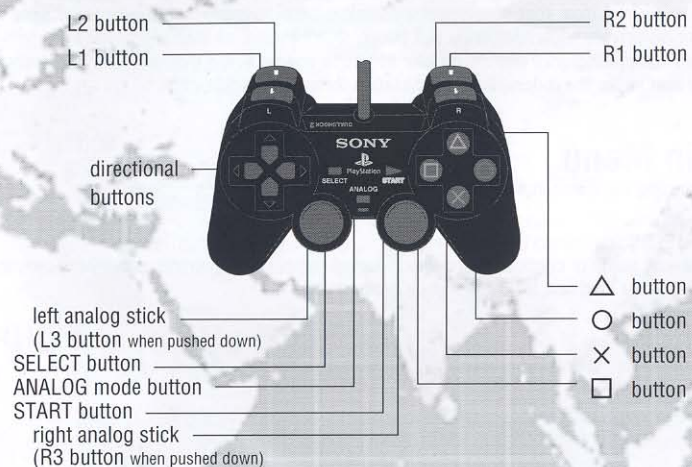 L2 button
R2 button
L1 button
R1 button
L
R
SONY
PlayStation
SELECT
START
ANALOG
directional
buttons
left analog stick
(L3 button when pushed down)
SELECT button
ANALOG mode button
START button
right analog stick
(R3 button when pushed down)
△ button
○ button
✕ button
□ button